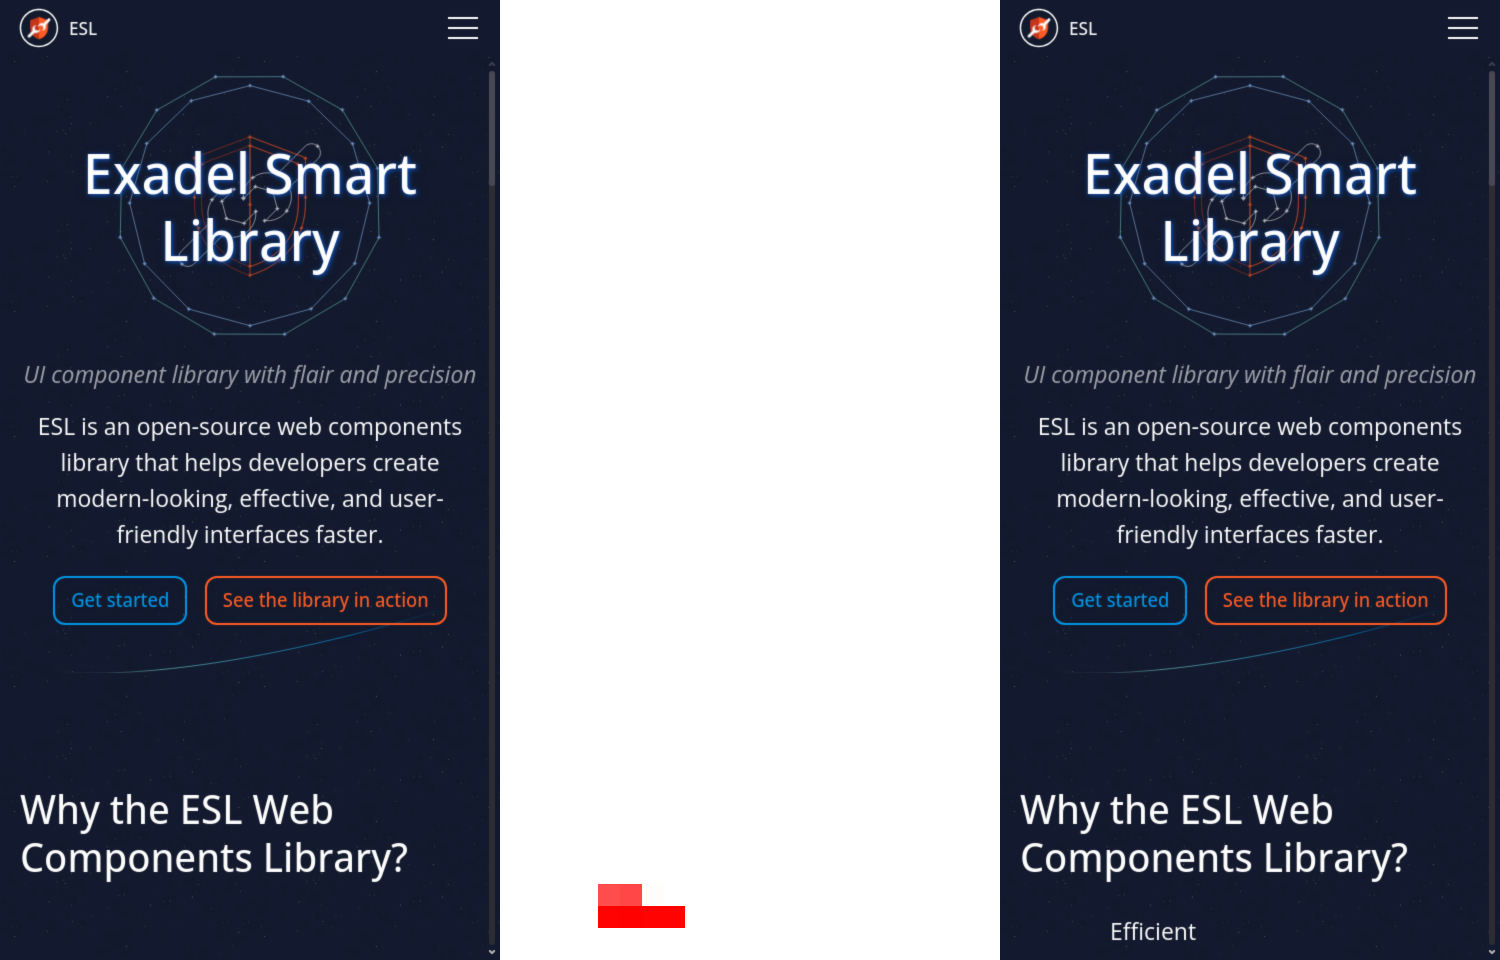 ESL
Exadel Smart
Library
UI component library with flair and precision
ESL is an open-source web components
library that helps developers create
modern-looking, effective, and user-
friendly interfaces faster.
Get started
See the library in action
Why the ESL Web
Components Library?
ESL
Exadel Smart
Library
UI component library with flair and precision
ESL is an open-source web components
library that helps developers create
modern-looking, effective, and user-
friendly interfaces faster.
Get started
See the library in action
Why the ESL Web
Components Library?
Efficient